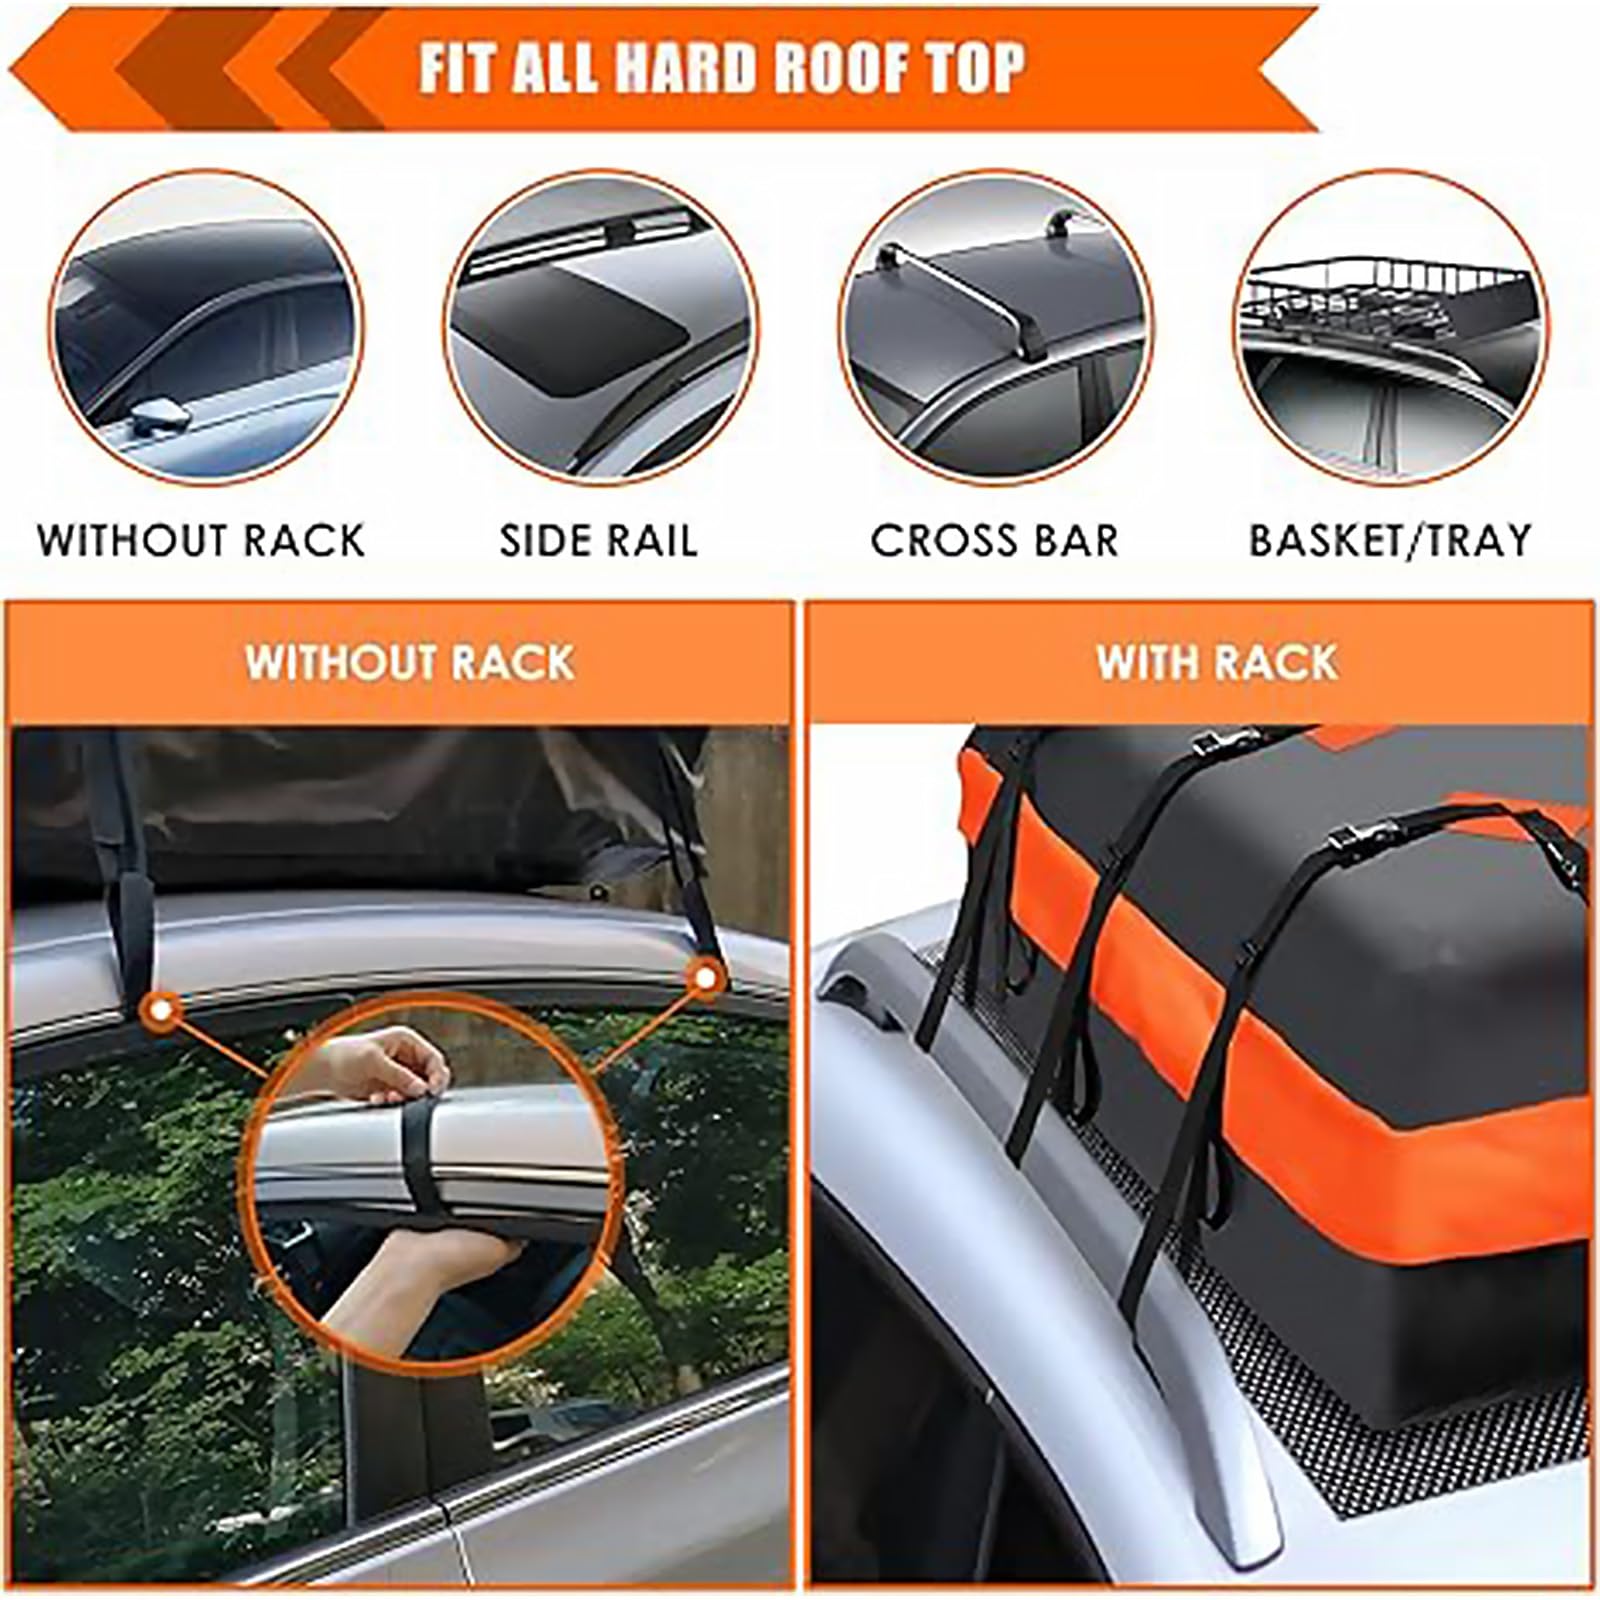 FIT ALL HARD ROOF TOP
WITHOUT RACK
SIDE RAIL
CROSS BAR
BASKET/TRAY
WITHOUT RACK
WITH RACK